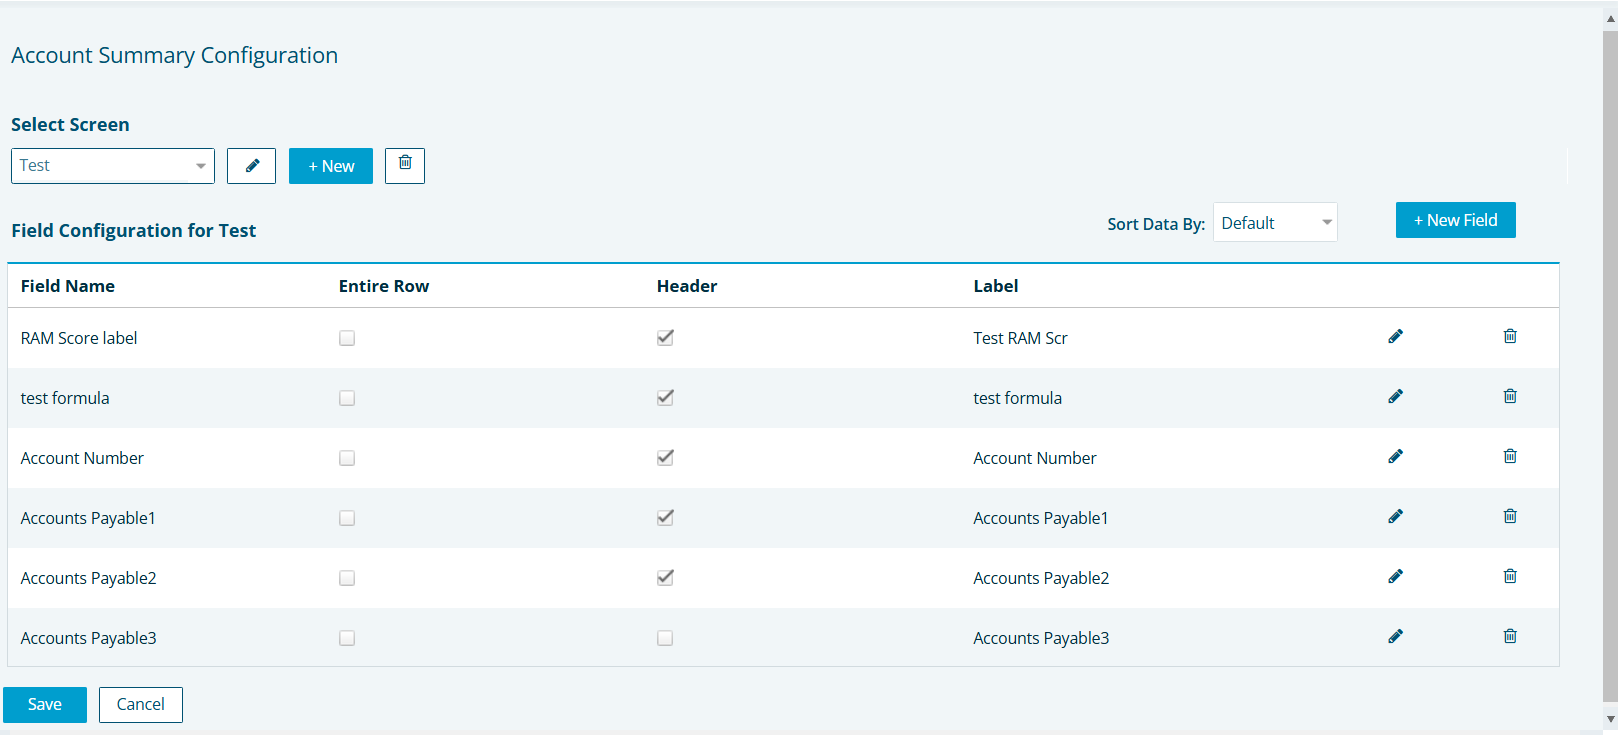 Account Summary Configuration
Select Screen
Test
+ New
Field Configuration for Test
Sort Data By: Default
+ New Field
Field Name Entire Row Header Label
RAM Score label Test RAM Scr
test formula test formula
Account Number Account Number
Accounts Payable1 Accounts Payable1
Accounts Payable2 Accounts Payable2
Accounts Payable3 Accounts Payable3
Save Cancel